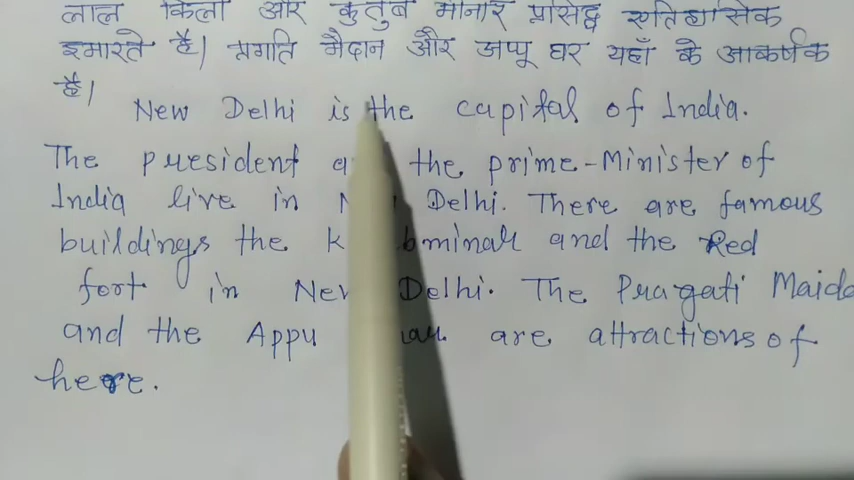 लाल किला और कुतुब मीनार प्रसिद्ध ऐतिहासिक
इमारते है। प्रगति मैदान और अप्पू घर यहाँ के आकर्षक
है।
New Delhi is the capital of India.
The president the prime-Minister of
India live in Delhi. There are famous
buildings the and the Red
fort in New Delhi. The Pragati Maida
and the Appu are attractions of
here.